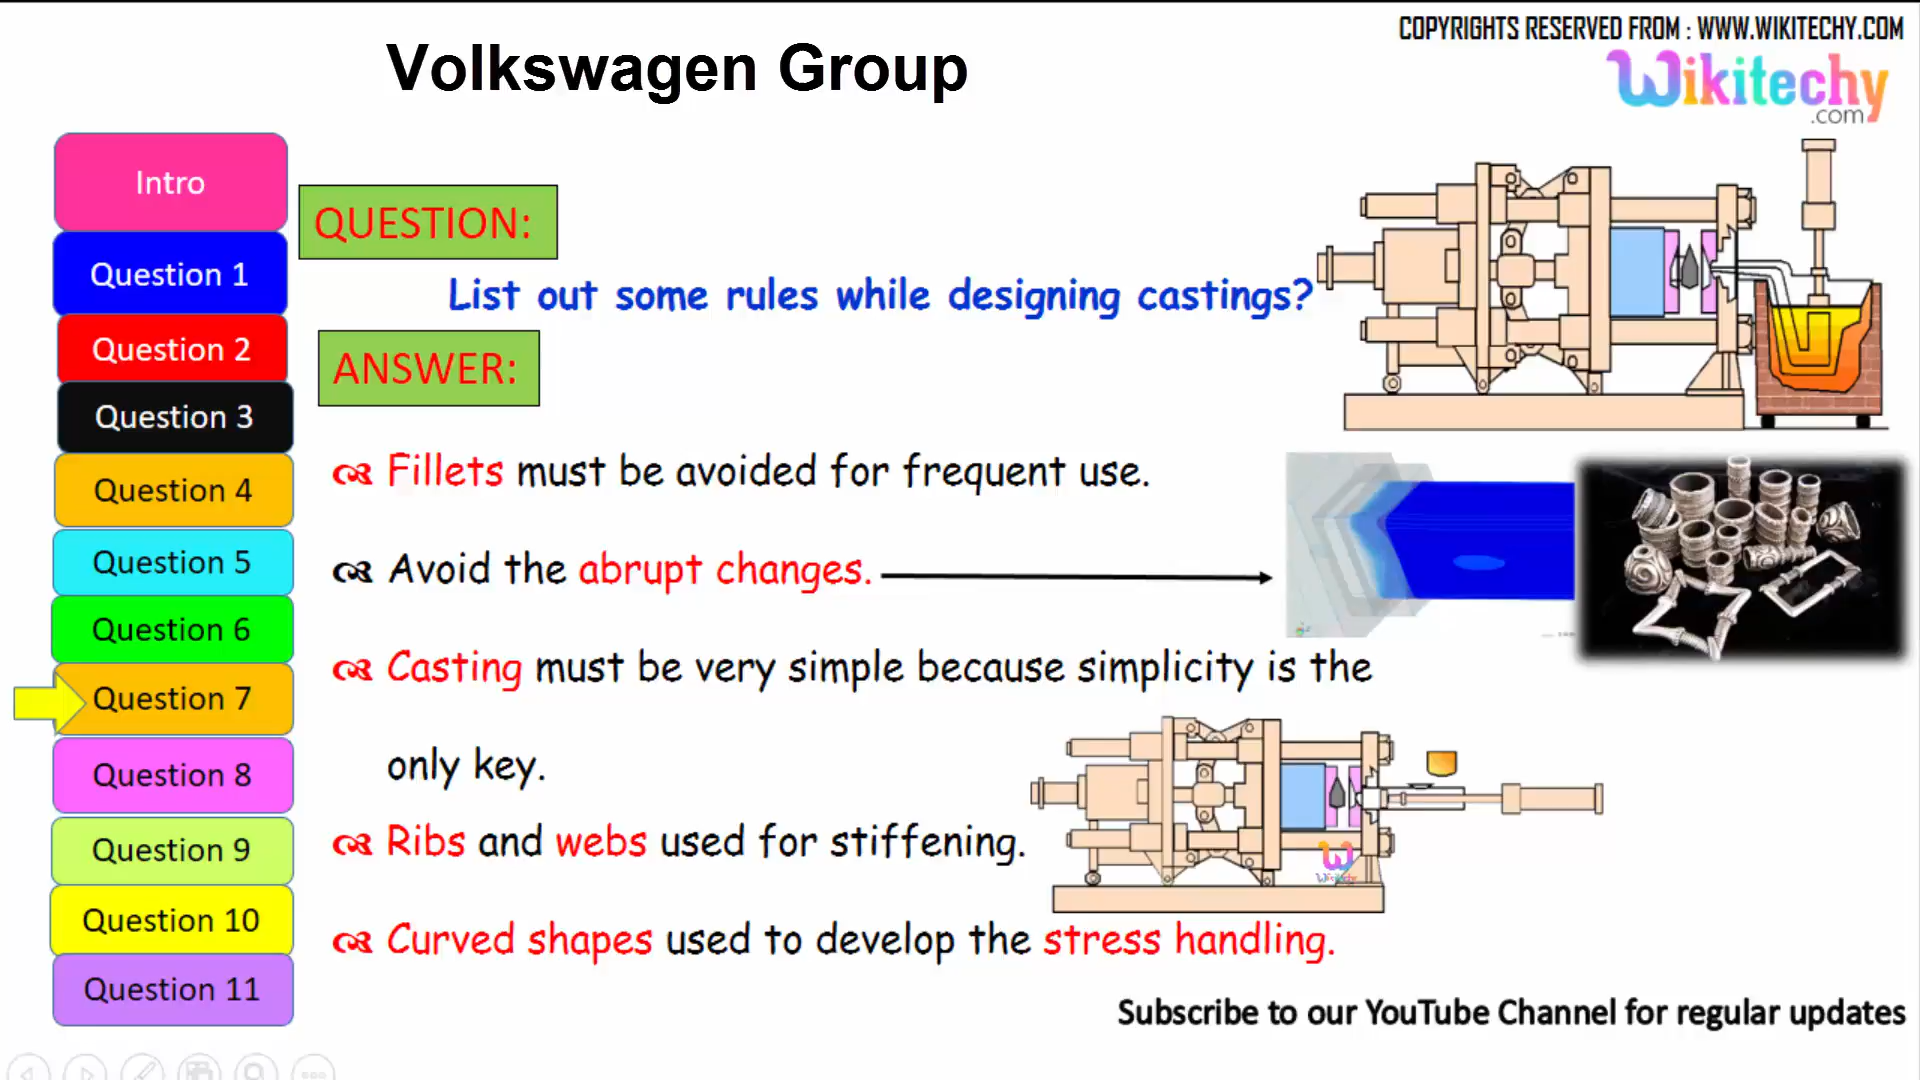 COPYRIGHTS RESERVED FROM : WWW.WIKITECHY.COM
Volkswagen Group
Wikitechy
.com
Intro
Question 1
Question 2
Question 3
Question 4
Question 5
Question 6
Question 7
Question 8
Question 9
Question 10
Question 11
QUESTION:
List out some rules while designing castings?
ANSWER:
Fillets must be avoided for frequent use.
Avoid the abrupt changes.
Casting must be very simple because simplicity is the
only key.
Ribs and webs used for stiffening.
Wikitechy
Curved shapes used to develop the stress handling.
Subscribe to our YouTube Channel for regular updates